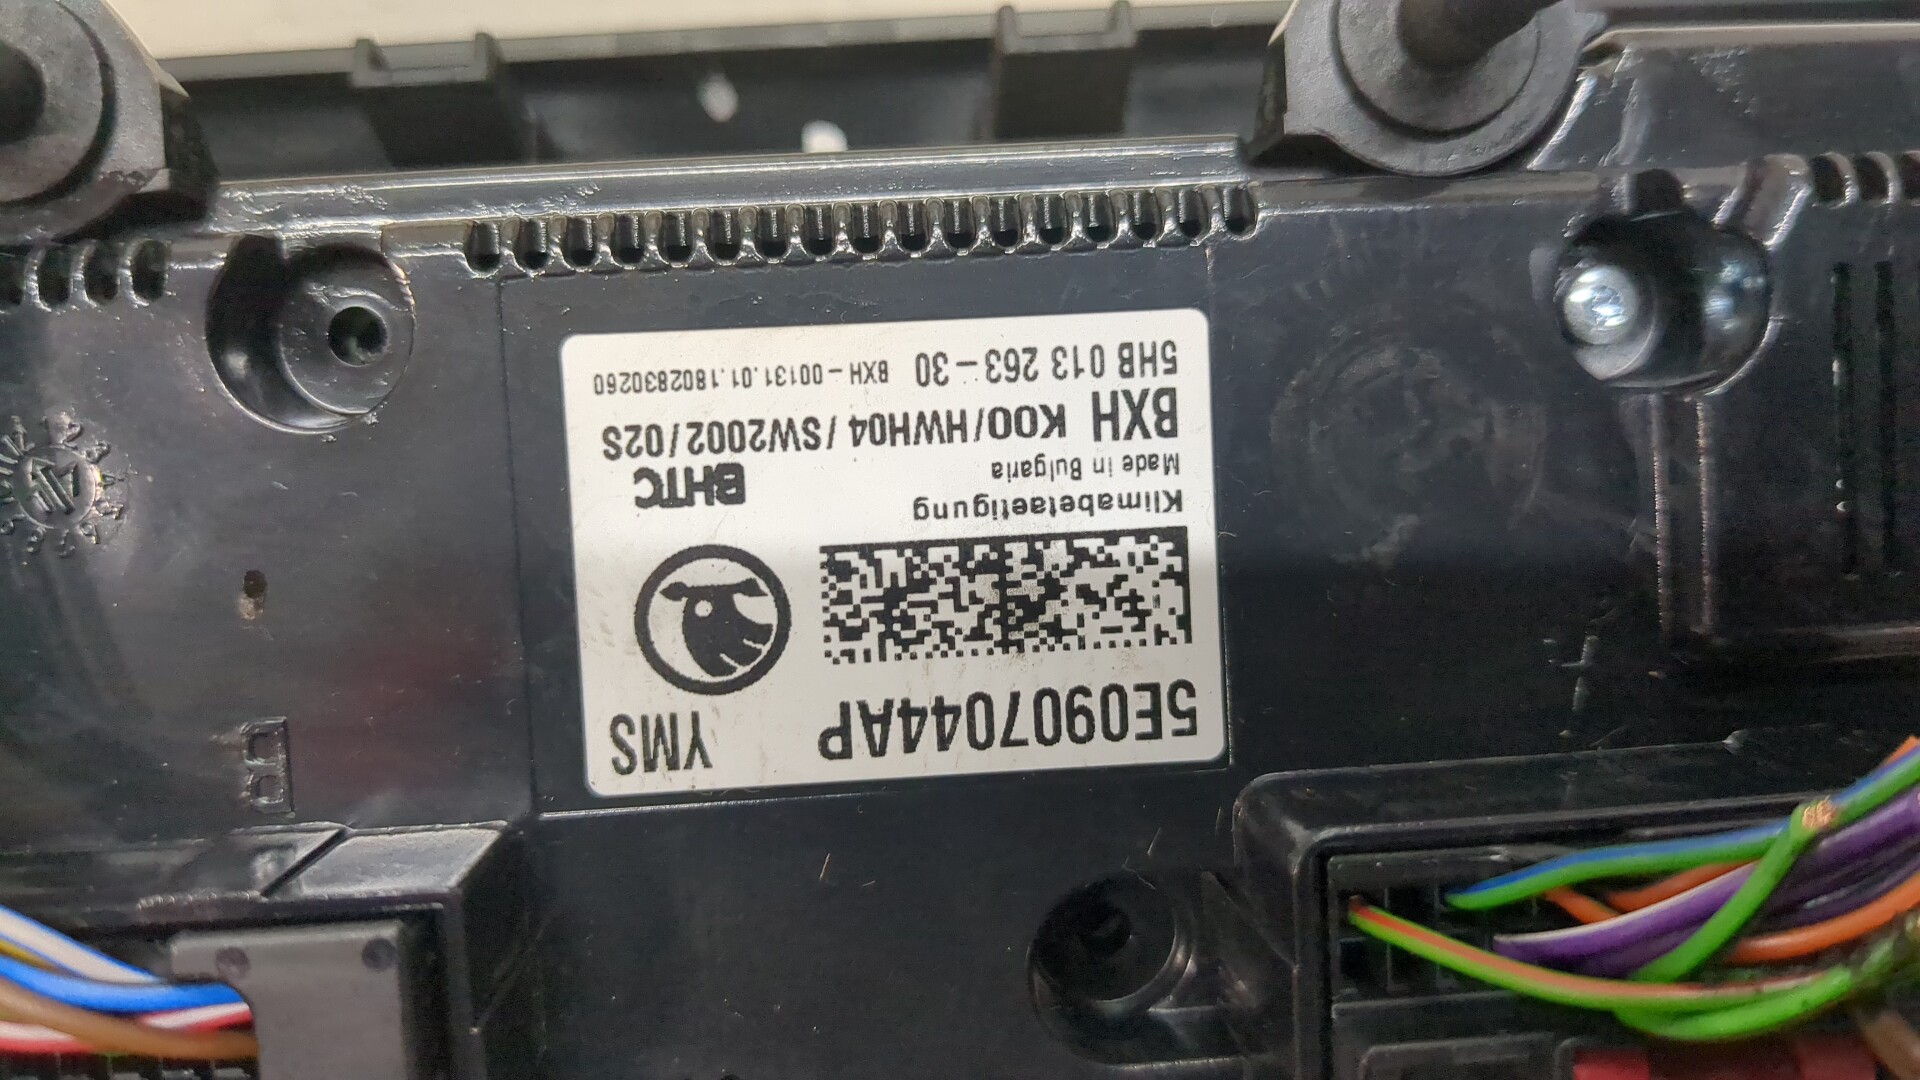 5E0907044AP YMS
Klimabetaetigung
Made in Bulgaria
BHTC
BXH K00/HWH04/SW2002/02S
5HB 013 263-30 BXH-00131.01.1802830260